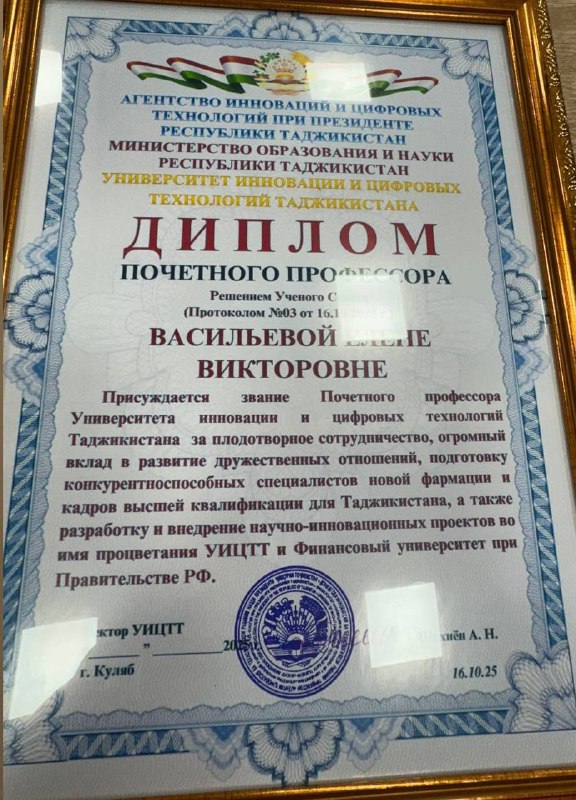 АГЕНТСТВО ИННОВАЦИЙ И ЦИФРОВЫХ
ТЕХНОЛОГИЙ ПРИ ПРЕЗИДЕНТЕ
РЕСПУБЛИКИ ТАДЖИКИСТАН
МИНИСТЕРСТВО ОБРАЗОВАНИЯ И НАУКИ
РЕСПУБЛИКИ ТАДЖИКИСТАН
УНИВЕРСИТЕТ ИННОВАЦИИ И ЦИФРОВЫХ
ТЕХНОЛОГИЙ ТАДЖИКИСТАНА
ДИПЛОМ
ПОЧЕТНОГО ПРОФЕССОРА
Решением Ученого
(Протоколом №03 от
ВАСИЛЬЕВОЙ ЕЛЕНЕ
ВИКТОРОВНЕ
Присуждается звание Почетного профессора
Университета инновации и цифровых технологий
Таджикистана за плодотворное сотрудничество, огромный
вклад в развитие дружественных отношений, подготовку
конкурентноспособных специалистов новой фармации и
кадров высшей квалификации для Таджикистана, а также
разработку и внедрение научно-инновационных проектов во
имя процветания УИЦТТ и Финансовый университет при
Правительстве РФ.
УИЦТТ А. Н.
г. Куляб 16.10.25